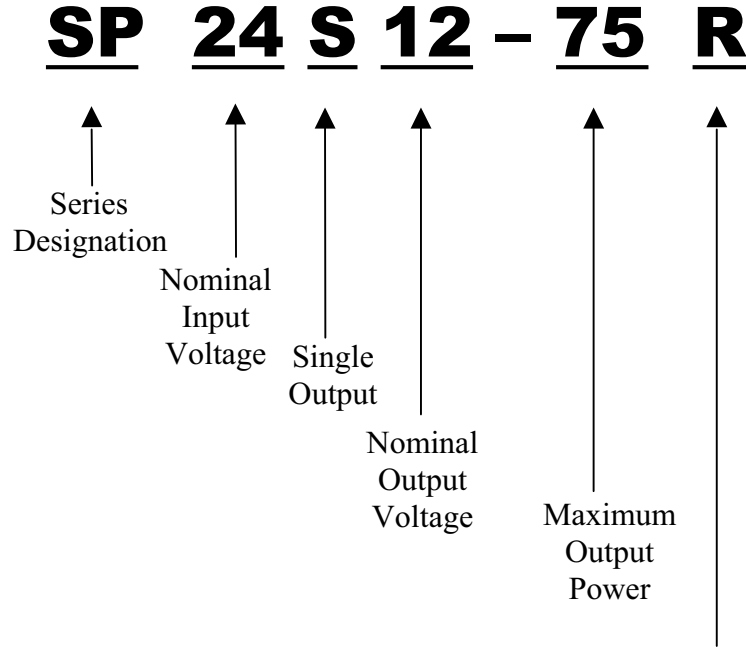 SP 24 S 12 – 75 R
Series
Designation
Nominal
Input
Voltage
Single
Output
Nominal
Output
Voltage
Maximum
Output
Power